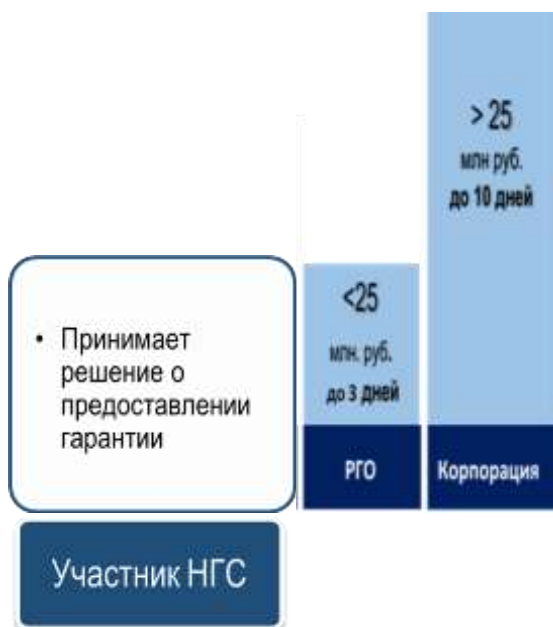 • Принимает
решение о
предоставлении
гарантии
Участник НГС
<25
млн. руб.
до 3 дней
РГО
> 25
млн руб.
до 10 дней
Корпорация